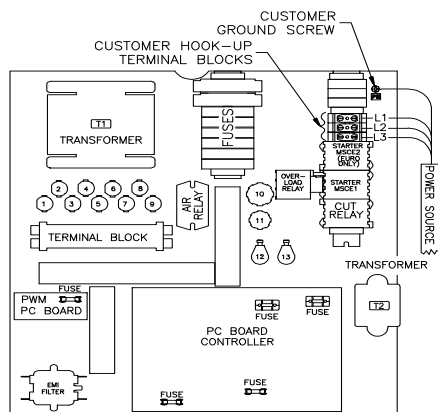 CUSTOMER
GROUND SCREW
CUSTOMER HOOK-UP
TERMINAL BLOCKS
T1
TRANSFORMER
FUSES
L1
L2
L3
STARTER
MSCE2
(EURO
ONLY)
OVER-
LOAD
RELAY
STARTER
MSCE1
CUT
RELAY
POWER SOURCE
2
4
6
8
1
3
5
7
9
AIR
RELAY
10
11
12
13
TERMINAL BLOCK
TRANSFORMER
T2
FUSE
PWM
PC BOARD
FUSE
FUSE
PC BOARD
CONTROLLER
EMI
FILTER
FUSE
FUSE